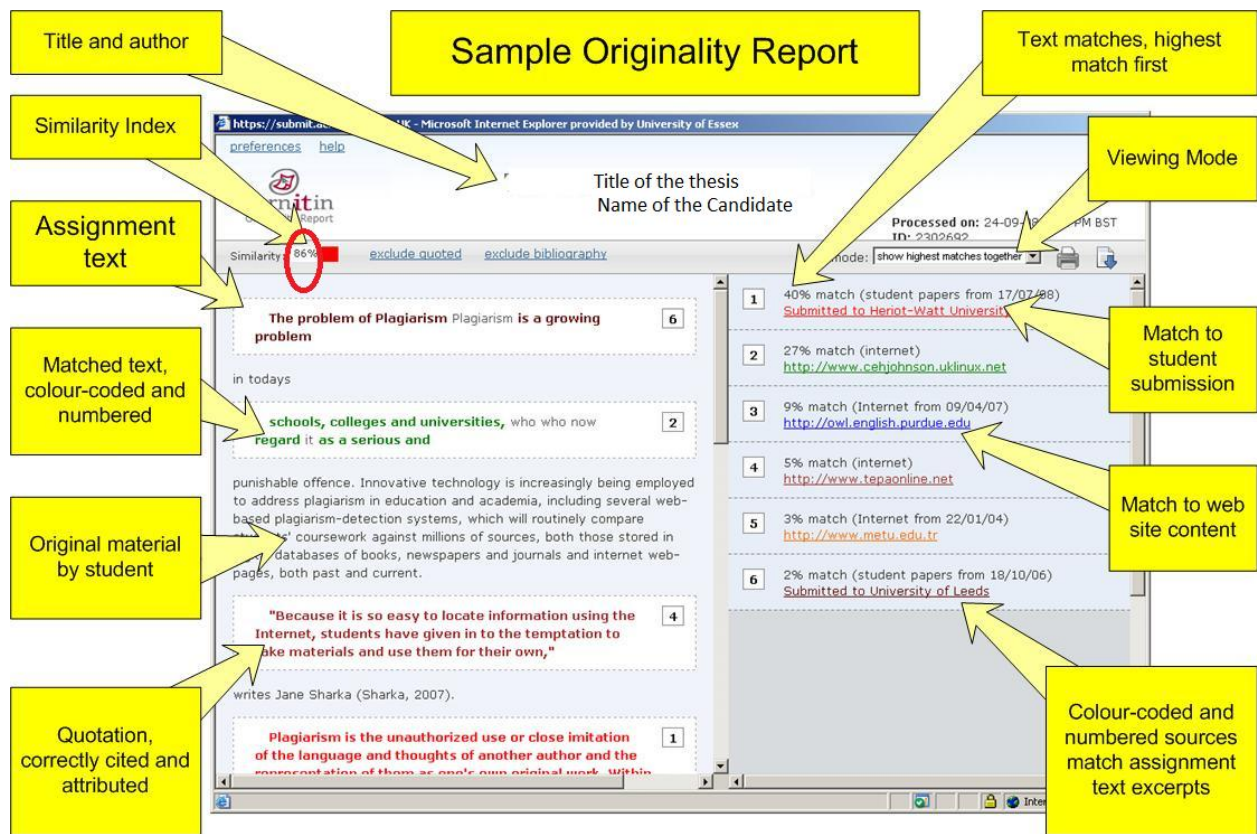 Title and author
Sample Originality Report
Text matches, highest
match first
Similarity Index
Viewing Mode
https://submit.ac UK - Microsoft Internet Explorer provided by University of Essex
preferences help
Title of the thesis
Name of the Candidate
Report
Processed on: 24-09- PM BST
ID: 2302692
Assignment
text
Similarity: 86% exclude quoted exclude bibliography mode: show highest matches together
The problem of Plagiarism Plagiarism is a growing 6
problem
in todays
schools, colleges and universities, who who now 2
regard it as a serious and
punishable offence. Innovative technology is increasingly being employed
to address plagiarism in education and academia, including several web-
based plagiarism-detection systems, which will routinely compare
coursework against millions of sources, both those stored in
databases of books, newspapers and journals and internet web-
pages, both past and current.
"Because it is so easy to locate information using the 4
Internet, students have given in to the temptation to
materials and use them for their own,"
writes Jane Sharka (Sharka, 2007).
Plagiarism is the unauthorized use or close imitation 1
of the language and thoughts of another author and the
representation of them as one's own original work. Within
1 40% match (student papers from 17/07/08)
Submitted to Heriot-Watt University
2 27% match (internet)
http://www.cehjohnson.uklinux.net
3 9% match (Internet from 09/04/07)
http://owl.english.purdue.edu
4 5% match (internet)
http://www.tepaonline.net
5 3% match (Internet from 22/01/04)
http://www.metu.edu.tr
6 2% match (student papers from 18/10/06)
Submitted to University of Leeds
Matched text,
colour-coded and
numbered
Original material
by student
Quotation,
correctly cited and
attributed
Match to
student
submission
Match to web
site content
Colour-coded and
numbered sources
match assignment
text excerpts